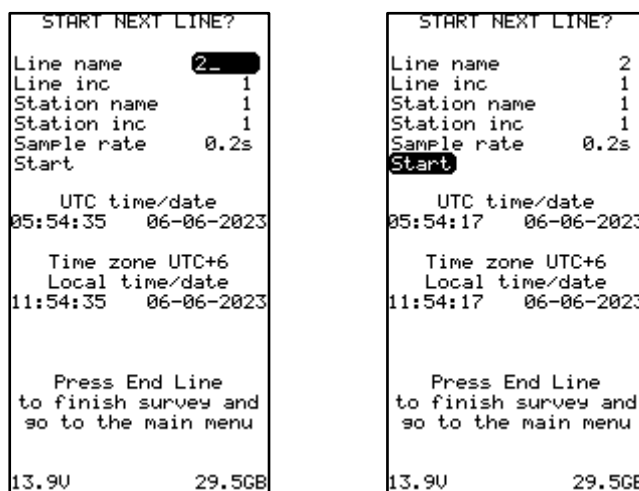 START NEXT LINE?
Line name 2_
Line inc 1
Station name 1
Station inc 1
Sample rate 0.2s
Start
UTC time/date
05:54:35 06-06-2023
Time zone UTC+6
Local time/date
11:54:35 06-06-2023
Press End Line
to finish survey and
go to the main menu
13.9V 29.5GB
START NEXT LINE?
Line name 2
Line inc 1
Station name 1
Station inc 1
Sample rate 0.2s
Start
UTC time/date
05:54:17 06-06-2023
Time zone UTC+6
Local time/date
11:54:17 06-06-2023
Press End Line
to finish survey and
go to the main menu
13.9V 29.5GB